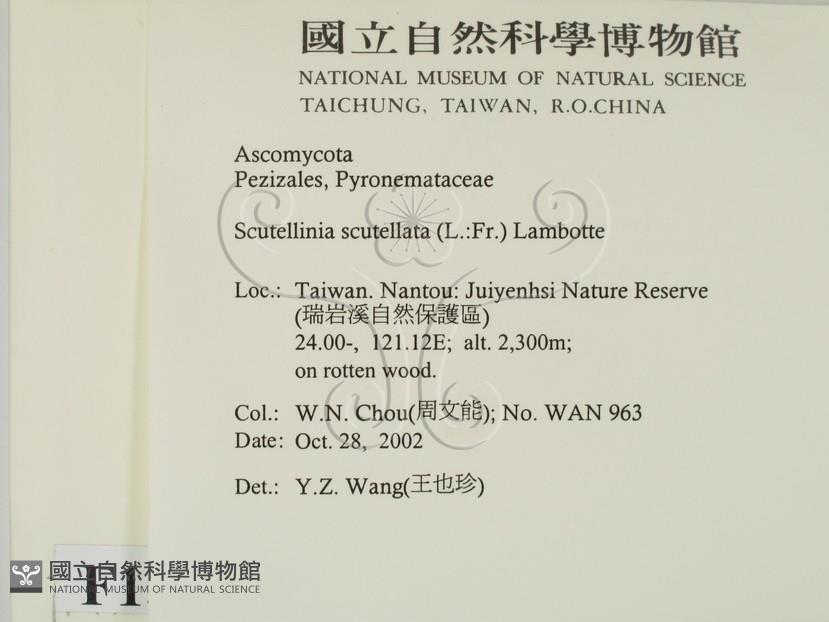 國立自然科學博物館
NATIONAL MUSEUM OF NATURAL SCIENCE
TAICHUNG, TAIWAN, R.O.CHINA
Ascomycota
Pezizales, Pyronemataceae
Scutellinia scutellata (L.:Fr.) Lambotte
Loc.: Taiwan. Nantou: Juiyenhsi Nature Reserve
(瑞岩溪自然保護區)
24.00-, 121.12E; alt. 2,300m;
on rotten wood.
Col.: W.N. Chou(周文能); No. WAN 963
Date: Oct. 28, 2002
Det.: Y.Z. Wang(王也珍)
F1
國立自然科學博物館
NATIONAL MUSEUM OF NATURAL SCIENCE